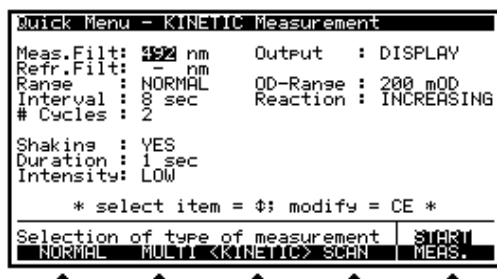 Quick Menu - KINETIC Measurement
Meas.Filt: 492 nm Output : DISPLAY
Refr.Filt: - nm
Range : NORMAL OD-Range : 200 mOD
Interval : 8 sec Reaction : INCREASING
# Cycles : 2
Shaking : YES
Duration : 1 sec
Intensity: LOW
* select item = ⇕; modify = CE *
Selection of type of measurement START
NORMAL MULTI <KINETIC> SCAN MEAS.